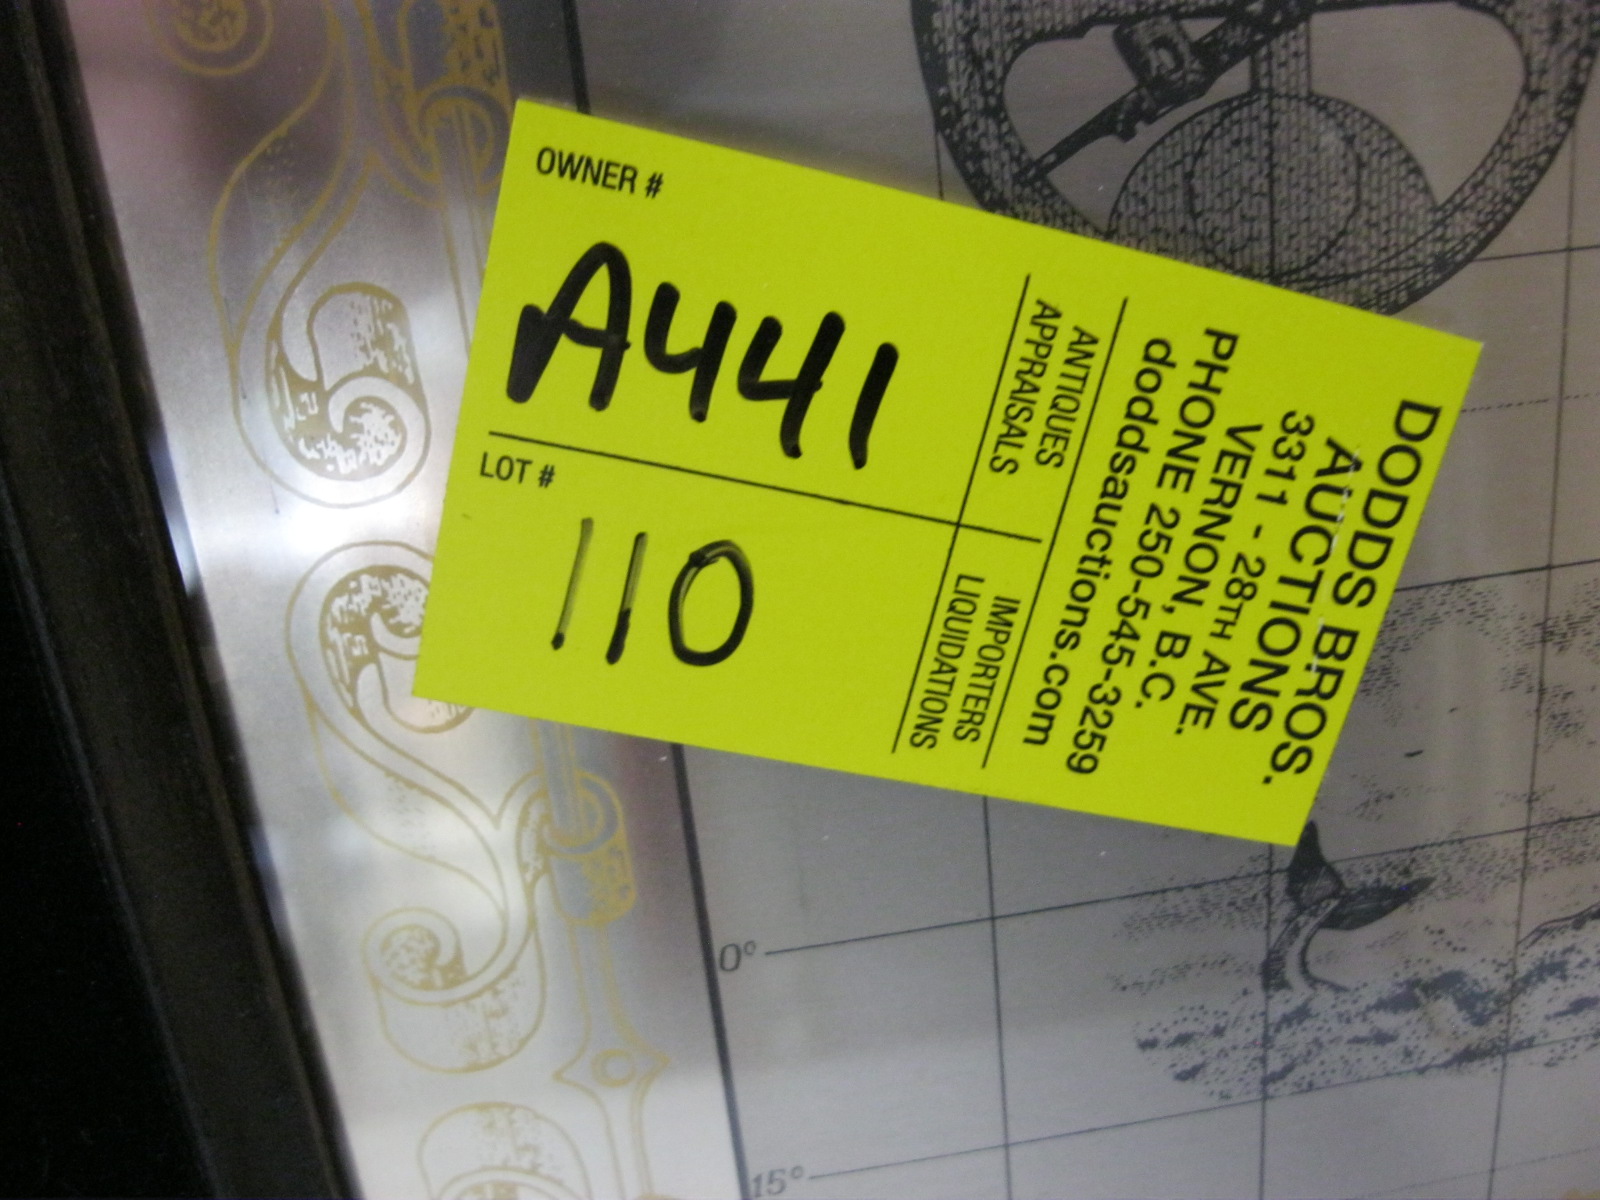 OWNER #
A441
LOT #
110
ANTIQUES
APPRAISALS
IMPORTERS
LIQUIDATIONS
DODDS BROS.
AUCTIONS
3311 - 28TH AVE.
VERNON, B.C.
PHONE 250-545-3259
doddsauctions.com
0°
15°